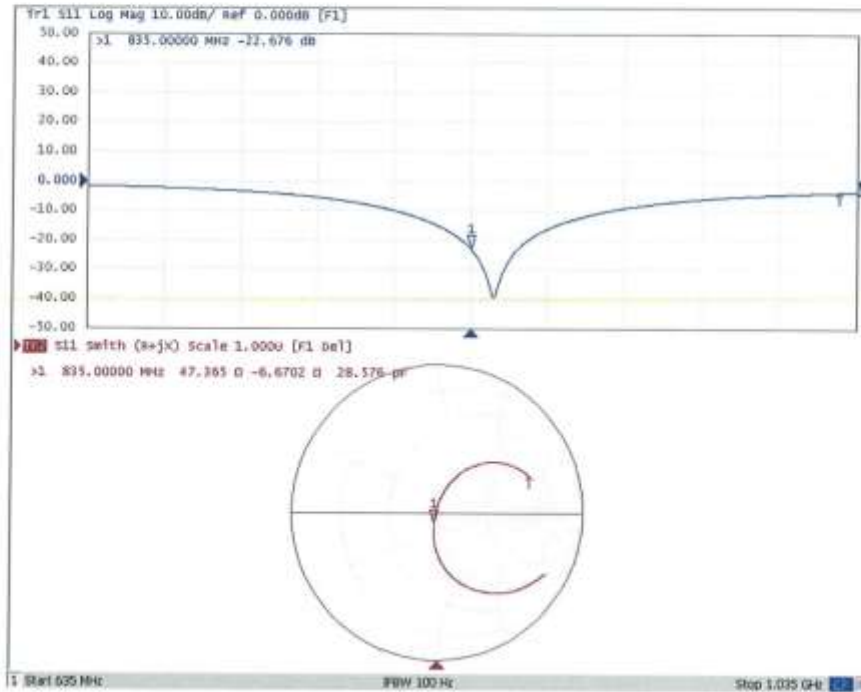 Tr1 S11 Log Mag 10.00dB/ Ref 0.000dB [F1]
>1 835.00000 MHz -22.676 dB
50.00
40.00
30.00
20.00
10.00
0.000
-10.00
-20.00
-30.00
-40.00
-50.00
1
S11 Smith (R+jX) Scale 1.000U [F1 Del]
>1 835.00000 MHz 47.365 Ω -6.6702 Ω 28.576 pF
1
1 Start 635 MHz IFBW 100 Hz Stop 1.035 GHz